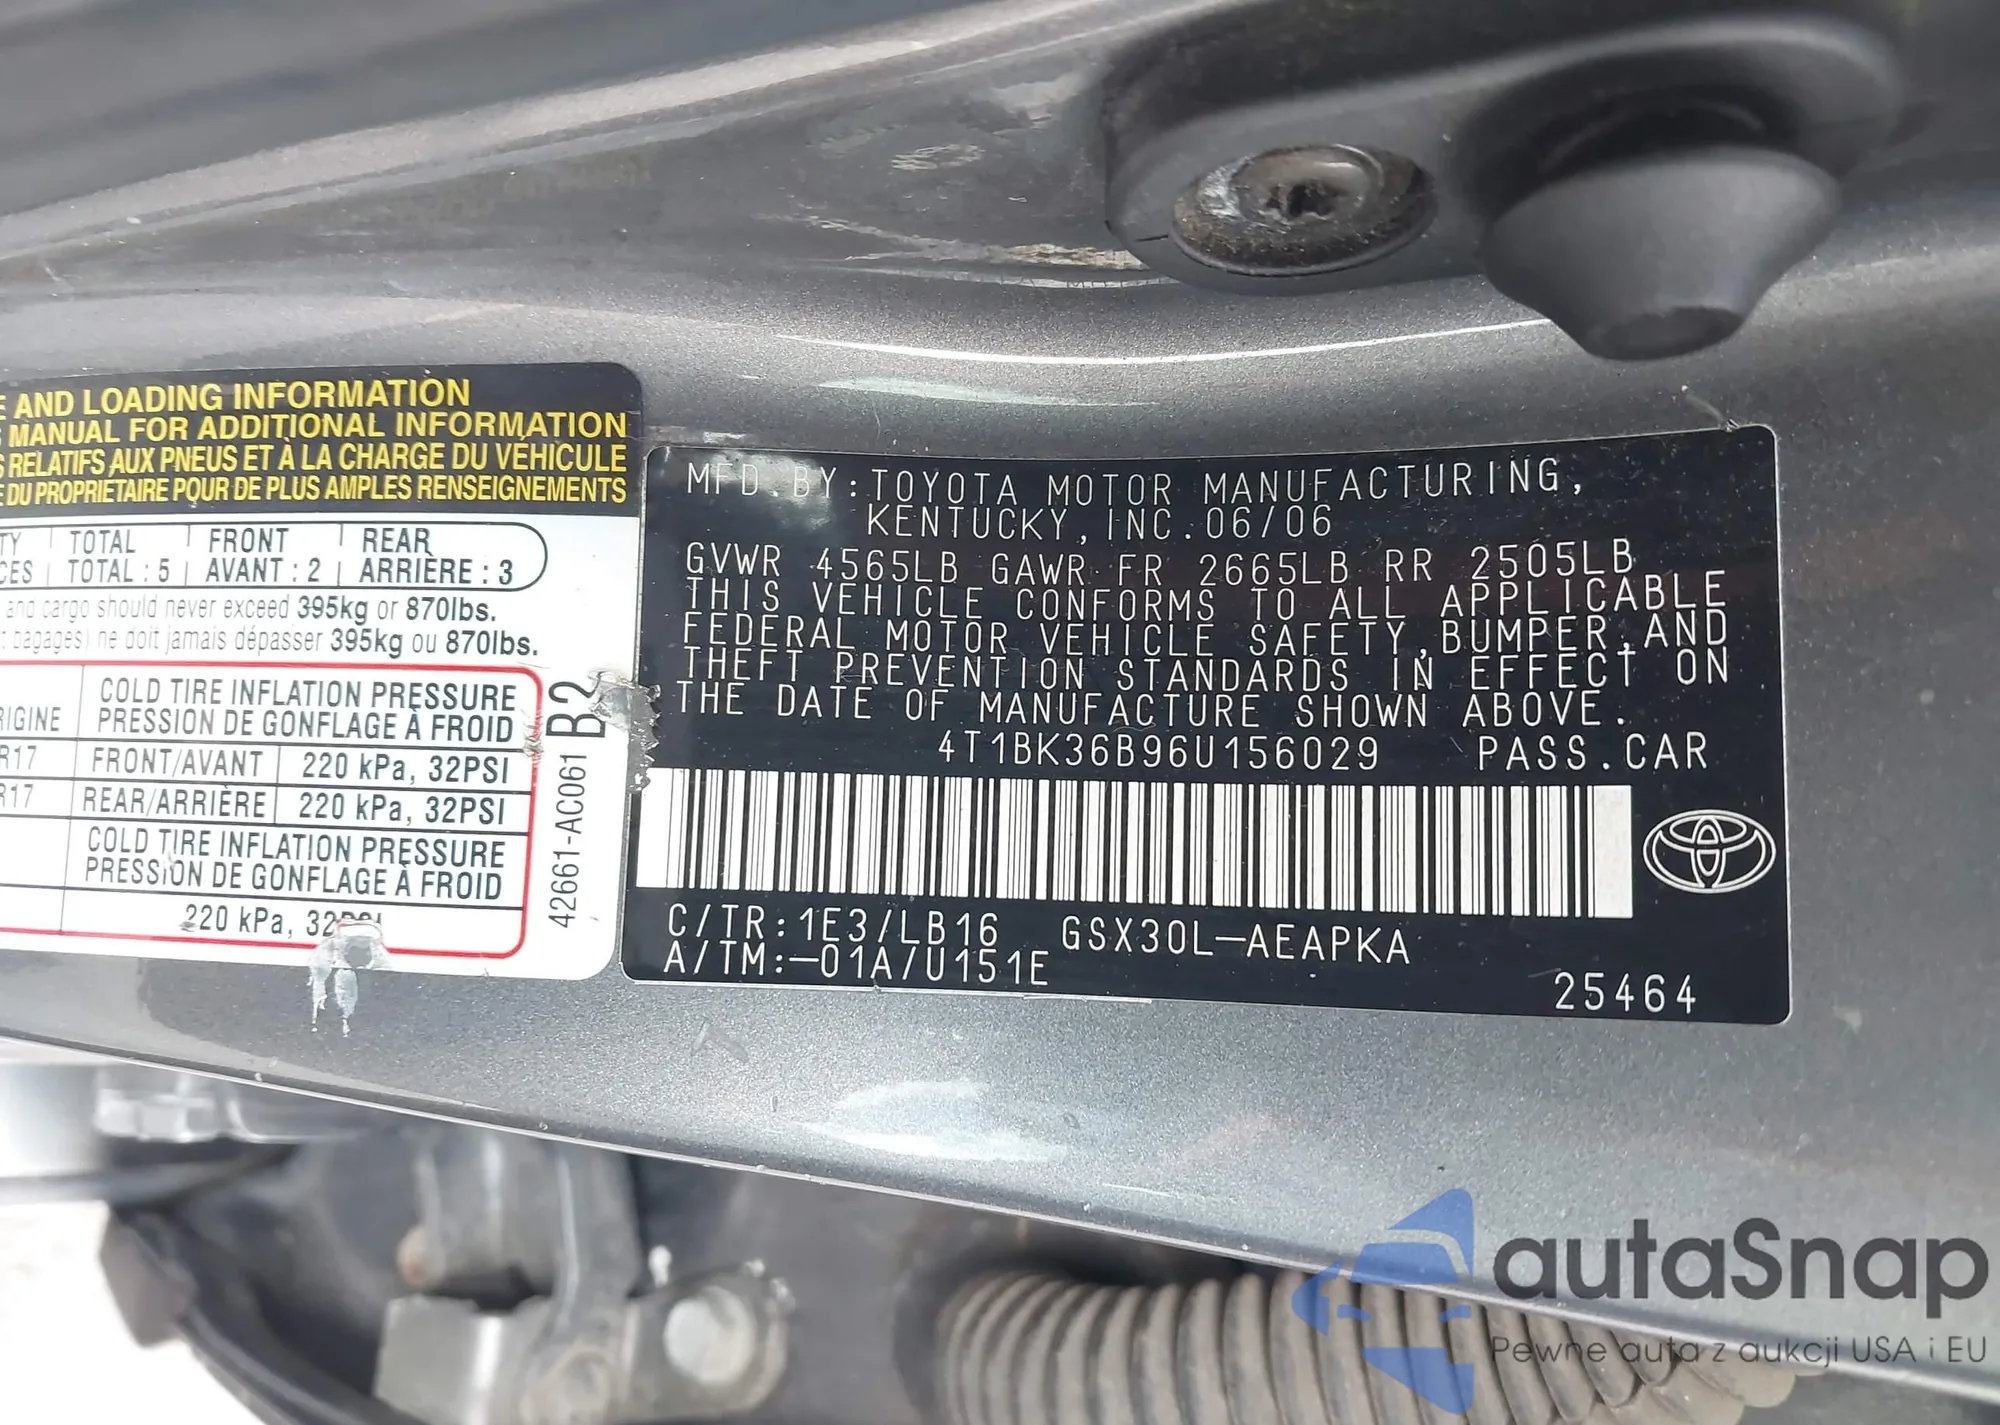 AND LOADING INFORMATION
MANUAL FOR ADDITIONAL INFORMATION
RELATIFS AUX PNEUS ET À LA CHARGE DU VÉHICULE
DU PROPRIÉTAIRE POUR DE PLUS AMPLES RENSEIGNEMENTS
TOTAL FRONT REAR
TOTAL : 5 AVANT : 2 ARRIÈRE : 3
and cargo should never exceed 395kg or 870lbs.
bagages) ne doit jamais dépasser 395kg ou 870lbs.
COLD TIRE INFLATION PRESSURE
PRESSION DE GONFLAGE À FROID
R17 FRONT/AVANT 220 kPa, 32PSI
R17 REAR/ARRIÈRE 220 kPa, 32PSI
COLD TIRE INFLATION PRESSURE
PRESSION DE GONFLAGE À FROID
220 kPa, 32PSI
42661-AC061 B2
MFD.BY:TOYOTA MOTOR MANUFACTURING,
KENTUCKY,INC.06/06
GVWR 4565LB GAWR FR 2665LB RR 2505LB
THIS VEHICLE CONFORMS TO ALL APPLICABLE
FEDERAL MOTOR VEHICLE SAFETY,BUMPER,AND
THEFT PREVENTION STANDARDS IN EFFECT ON
THE DATE OF MANUFACTURE SHOWN ABOVE.
4T1BK36B96U156029 PASS.CAR
C/TR:1E3/LB16 GSX30L-AEAPKA
A/TM:-01A/U151E
25464
autaSnap
Pewne auta z aukcji USA i EU